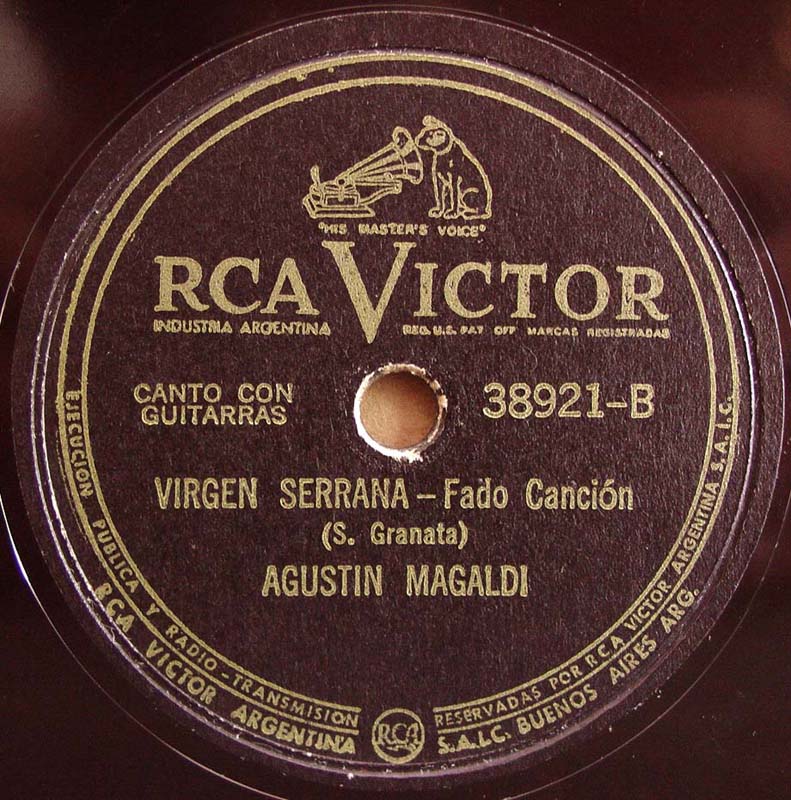 "HIS MASTER'S VOICE"
RCA VICTOR
INDUSTRIA ARGENTINA
REG. U.S. PAT OFF MARCAS REGISTRADAS
CANTO CON
GUITARRAS
38921-B
VIRGEN SERRANA - Fado Canción
(S. Granata)
AGUSTIN MAGALDI
EJECUCION PUBLICA Y RADIO-TRANSMISION
RESERVADAS POR RCA VICTOR ARGENTINA S.A.I.C.
RCA VICTOR ARGENTINA
RCA
S.A.I.C. BUENOS AIRES ARG.